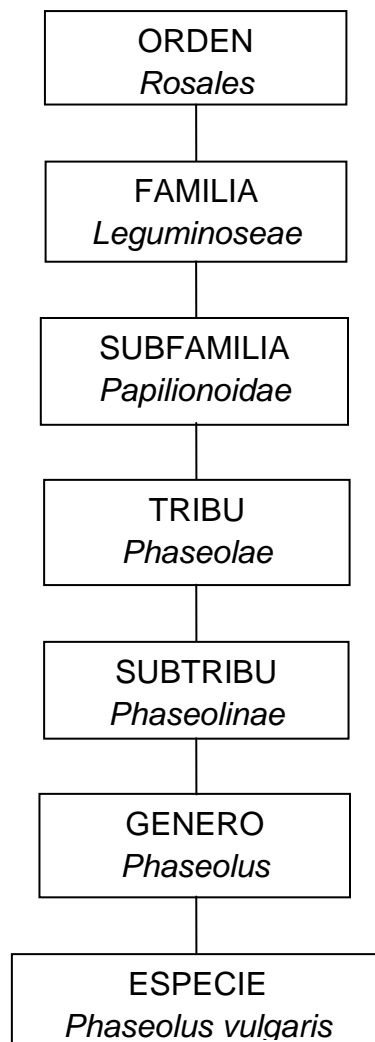 ORDEN
Rosales
FAMILIA
Leguminoseae
SUBFAMILIA
Papilionoidae
TRIBU
Phaseolae
SUBTRIBU
Phaseolinae
GENERO
Phaseolus
ESPECIE
Phaseolus vulgaris